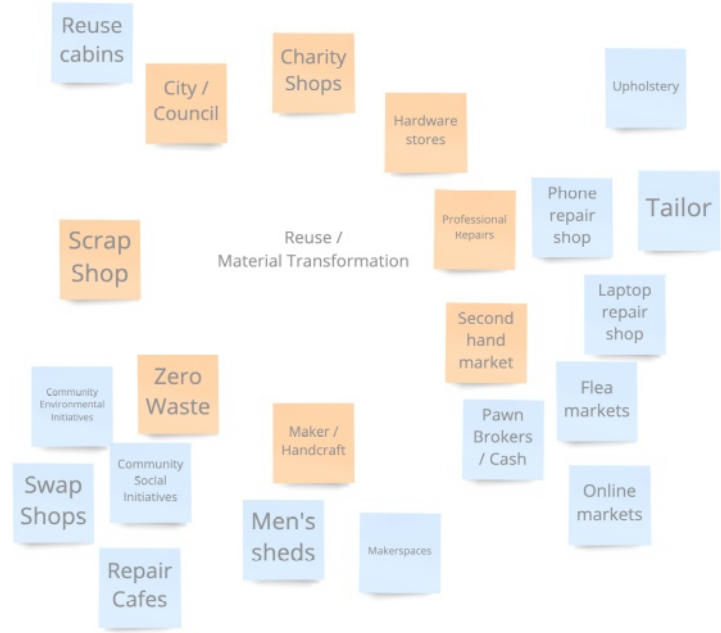 Reuse
cabins
City /
Council
Charity
Shops
Hardware
stores
Upholstery
Professional
Repairs
Phone
repair
shop
Tailor
Scrap
Shop
Reuse /
Material Transformation
Laptop
repair
shop
Second
hand
market
Flea
markets
Community
Environmental
Initiatives
Zero
Waste
Maker /
Handcraft
Pawn
Brokers
/ Cash
Swap
Shops
Community
Social
Initiatives
Online
markets
Men's
sheds
Makerspaces
Repair
Cafes